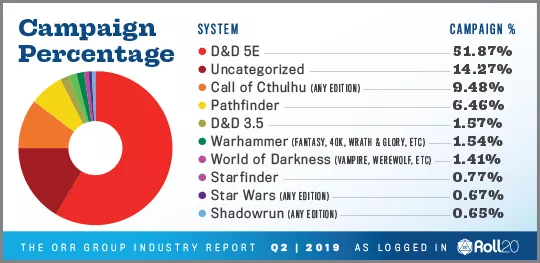 Campaign
Percentage
SYSTEM CAMPAIGN %
D&D 5E 51.87%
Uncategorized 14.27%
Call of Cthulhu (ANY EDITION) 9.48%
Pathfinder 6.46%
D&D 3.5 1.57%
Warhammer (FANTASY, 40K, WRATH & GLORY, ETC) 1.54%
World of Darkness (VAMPIRE, WEREWOLF, ETC) 1.41%
Starfinder 0.77%
Star Wars (ANY EDITION) 0.67%
Shadowrun (ANY EDITION) 0.65%
THE ORR GROUP INDUSTRY REPORT Q2 | 2019 AS LOGGED IN Roll20